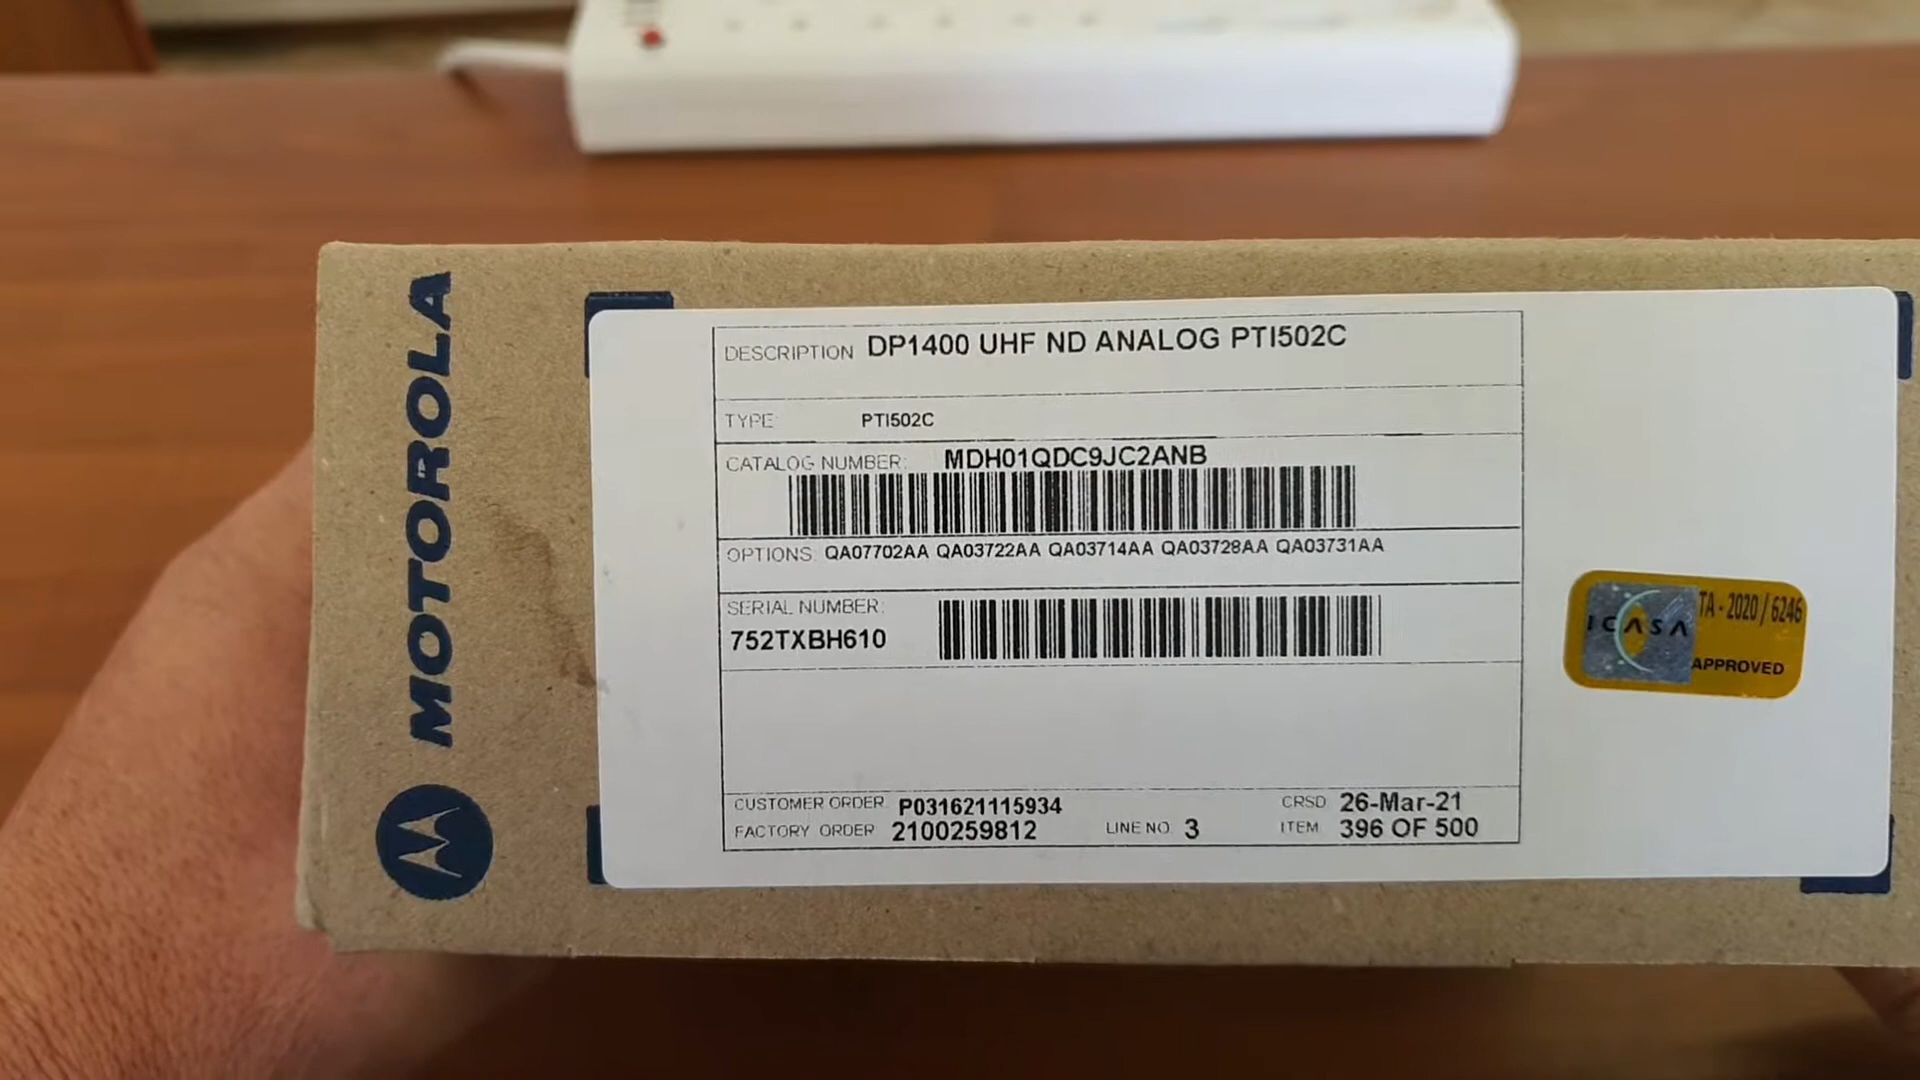 MOTOROLA
DESCRIPTION DP1400 UHF ND ANALOG PTI502C
TYPE PTI502C
CATALOG NUMBER: MDH01QDC9JC2ANB
OPTIONS: QA07702AA QA03722AA QA03714AA QA03728AA QA03731AA
SERIAL NUMBER:
752TXBH610
CUSTOMER ORDER P031621115934 CRSD 26-Mar-21
FACTORY ORDER 2100259812 LINE NO 3 ITEM 396 OF 500
ICASA
TA - 2020 / 6246
APPROVED